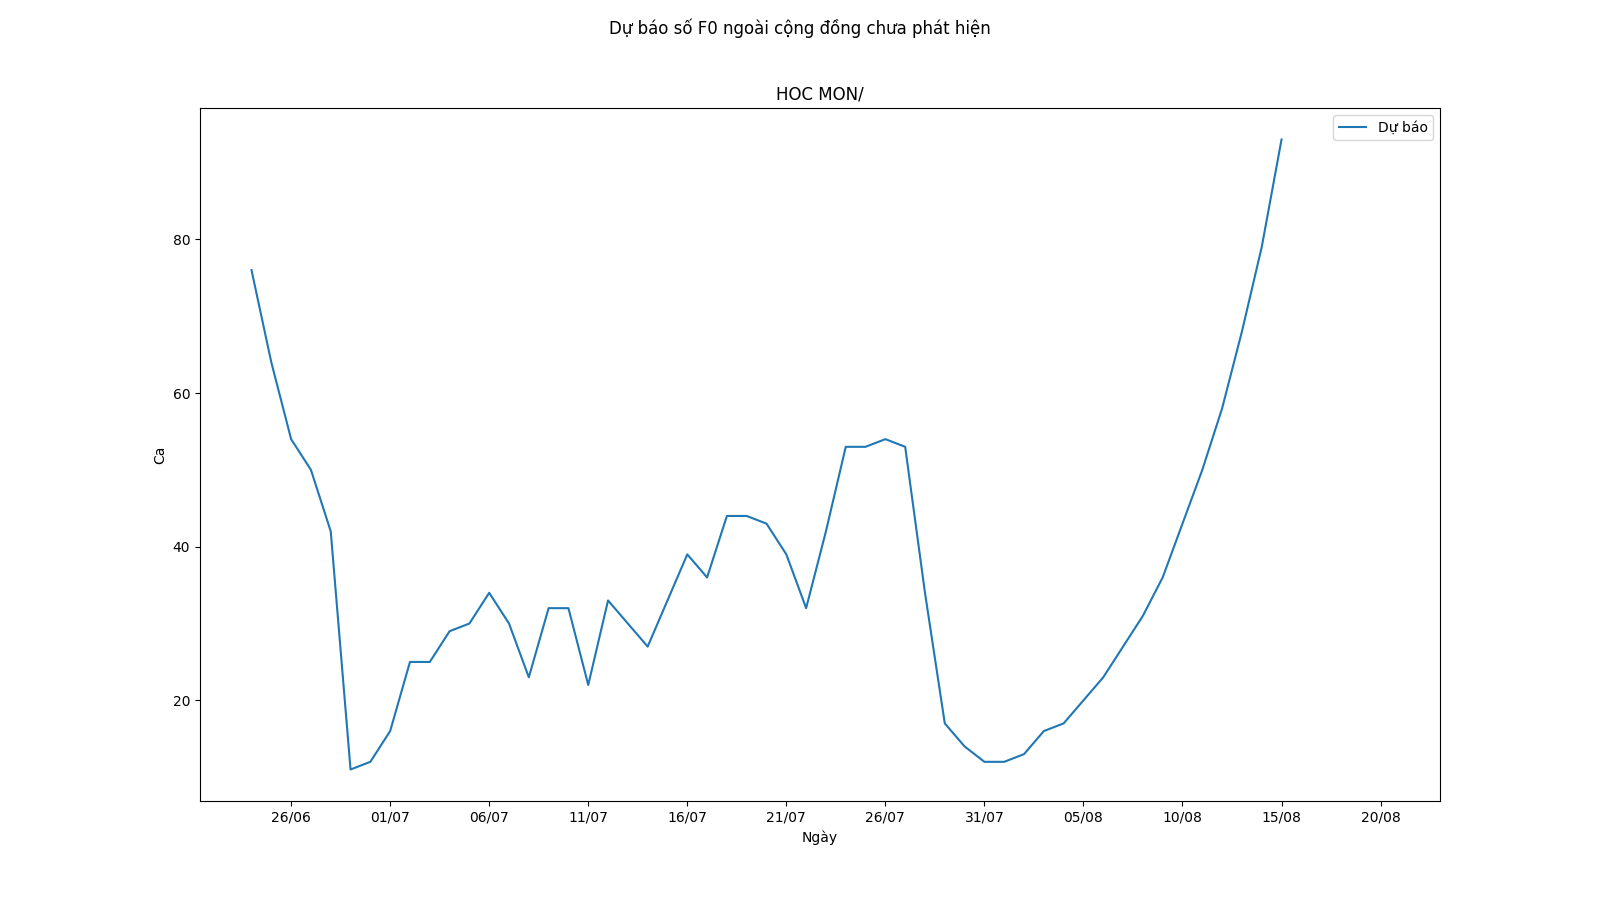 Dự báo số F0 ngoài cộng đồng chưa phát hiện
HOC MON/
Dự báo
80
60
40
20
Ca
26/06 01/07 06/07 11/07 16/07 21/07 26/07 31/07 05/08 10/08 15/08 20/08
Ngày